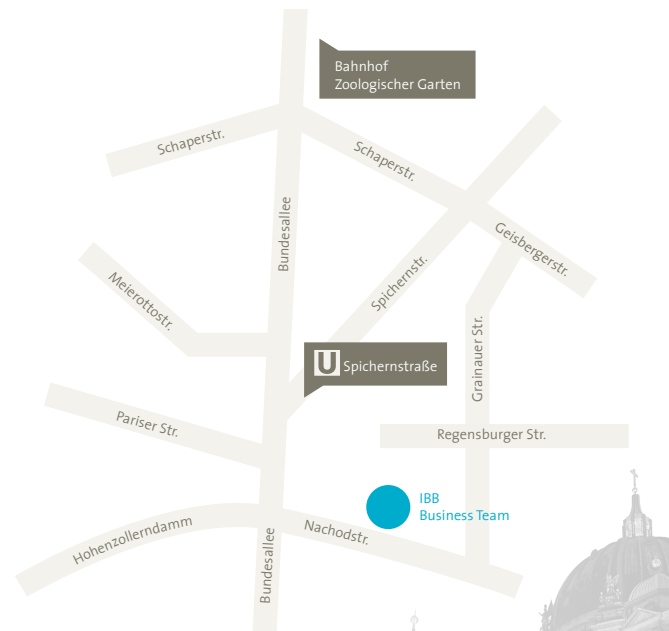 Bahnhof
Zoologischer Garten
Schaperstr.
Schaperstr.
Bundesallee
Geisbergerstr.
Spichernstr.
Meierottostr.
Grainauer Str.
U Spichernstraße
Pariser Str.
Regensburger Str.
IBB
Business Team
Hohenzollerndamm
Nachodstr.
Bundesallee